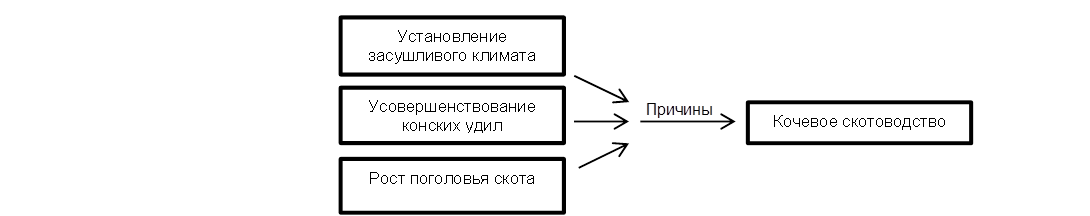 Установление
засушливого климата
Усовершенствование
конских удил
Рост поголовья скота
Причины
Кочевое скотоводство